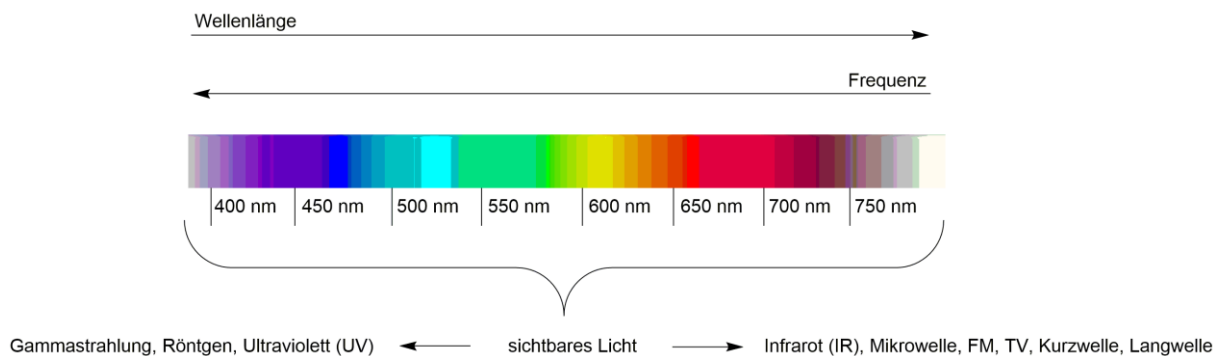 Wellenlänge
Frequenz
400 nm 450 nm 500 nm 550 nm 600 nm 650 nm 700 nm 750 nm
Gammastrahlung, Röntgen, Ultraviolett (UV) sichtbares Licht Infrarot (IR), Mikrowelle, FM, TV, Kurzwelle, Langwelle